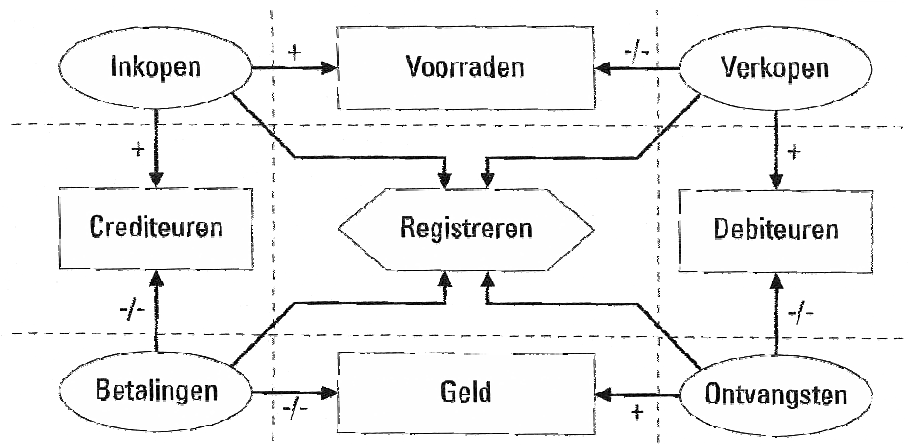 Inkopen
+
Voorraden
-/-
Verkopen
+
+
Crediteuren
Registreren
Debiteuren
-/-
-/-
Betalingen
-/-
Geld
+
Ontvangsten